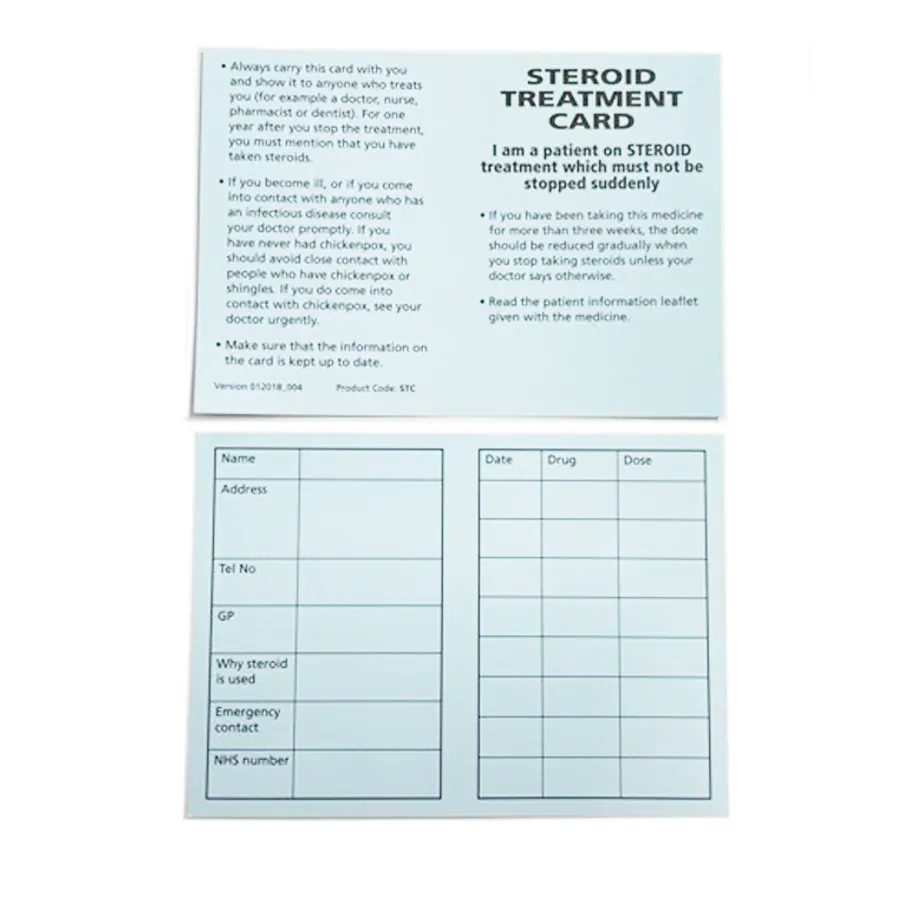 • Always carry this card with you
and show it to anyone who treats
you (for example a doctor, nurse,
pharmacist or dentist). For one
year after you stop the treatment,
you must mention that you have
taken steroids.
• If you become ill, or if you come
into contact with anyone who has
an infectious disease consult
your doctor promptly. If you
have never had chickenpox, you
should avoid close contact with
people who have chickenpox or
shingles. If you do come into
contact with chickenpox, see your
doctor urgently.
• Make sure that the information on
the card is kept up to date.
Version 012018_004 Product Code: STC
STEROID
TREATMENT
CARD
I am a patient on STEROID
treatment which must not be
stopped suddenly
• If you have been taking this medicine
for more than three weeks, the dose
should be reduced gradually when
you stop taking steroids unless your
doctor says otherwise.
• Read the patient information leaflet
given with the medicine.
Name
Address
Tel No
GP
Why steroid
is used
Emergency
contact
NHS number
Date Drug Dose